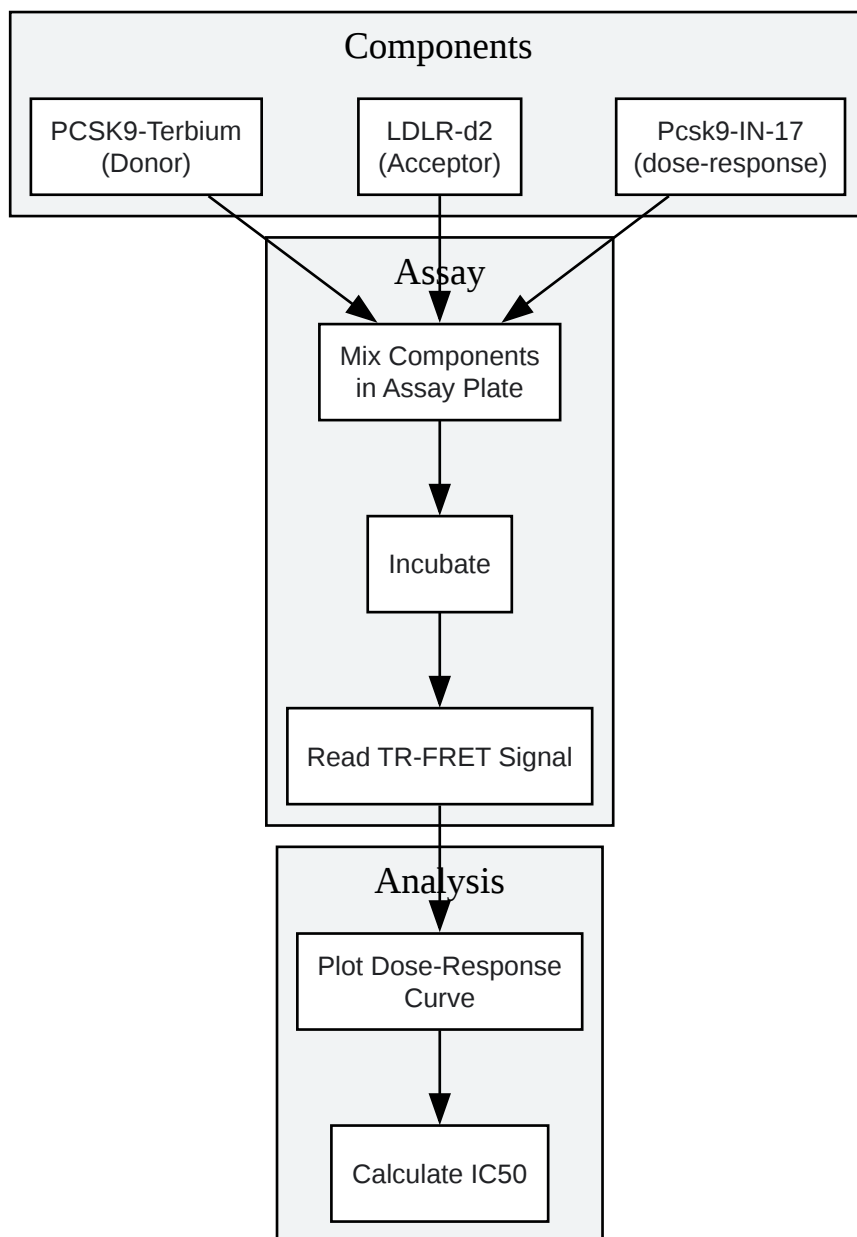 Components
PCSK9-Terbium
(Donor)
LDLR-d2
(Acceptor)
Pcsk9-IN-17
(dose-response)
Assay
Mix Components
in Assay Plate
Incubate
Read TR-FRET Signal
Analysis
Plot Dose-Response
Curve
Calculate IC50